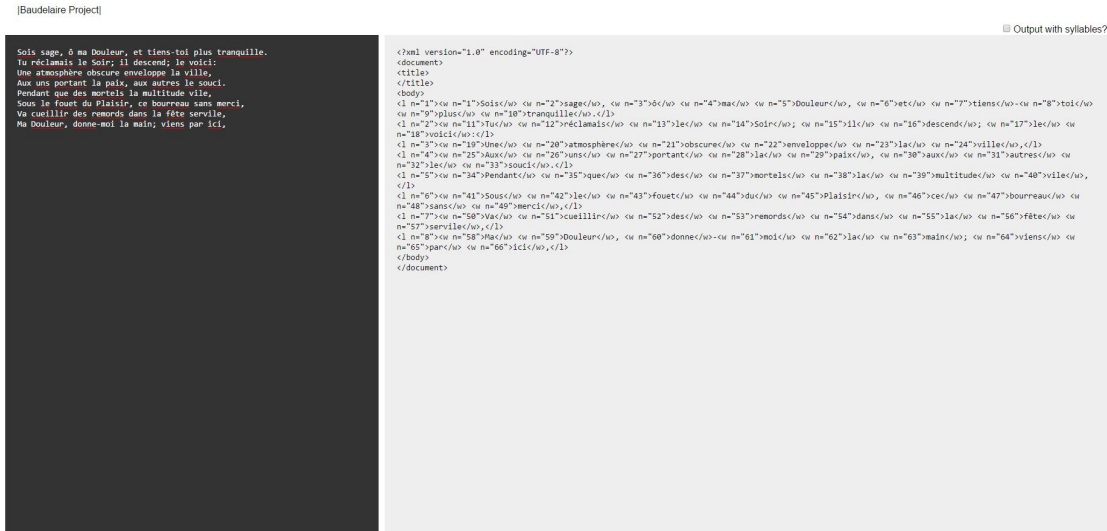 |Baudelaire Project|
Output with syllables?
Sois sage, ô ma Douleur, et tiens-toi plus tranquille.
Tu réclamais le Soir; il descend; le voici:
Une atmosphère obscure enveloppe la ville,
Aux uns portant la paix, aux autres le souci.
Pendant que des mortels la multitude vile,
Sous le fouet du Plaisir, ce bourreau sans merci,
Va cueillir des remords dans la fête servile,
Ma Douleur, donne-moi la main; viens par ici,
<?xml version="1.0" encoding="UTF-8"?>
<document>
<title>
</title>
<body>
<l n="1"><w n="1">Sois</w> <w n="2">sage</w>, <w n="3">ô</w> <w n="4">ma</w> <w n="5">Douleur</w>, <w n="6">et</w> <w n="7">tiens</w>-<w n="8">toi</w>
<w n="9">plus</w> <w n="10">tranquille</w>.</l>
<l n="2"><w n="11">Tu</w> <w n="12">réclamais</w> <w n="13">le</w> <w n="14">Soir</w>; <w n="15">il</w> <w n="16">descend</w>; <w n="17">le</w> <w
n="18">voici</w>:</l>
<l n="3"><w n="19">Une</w> <w n="20">atmosphère</w> <w n="21">obscure</w> <w n="22">enveloppe</w> <w n="23">la</w> <w n="24">ville</w>,</l>
<l n="4"><w n="25">Aux</w> <w n="26">uns</w> <w n="27">portant</w> <w n="28">la</w> <w n="29">paix</w>, <w n="30">aux</w> <w n="31">autres</w> <w
n="32">le</w> <w n="33">souci</w>.</l>
<l n="5"><w n="34">Pendant</w> <w n="35">que</w> <w n="36">des</w> <w n="37">mortels</w> <w n="38">la</w> <w n="39">multitude</w> <w n="40">vile</w>,
</l>
<l n="6"><w n="41">Sous</w> <w n="42">le</w> <w n="43">fouet</w> <w n="44">du</w> <w n="45">Plaisir</w>, <w n="46">ce</w> <w n="47">bourreau</w> <w
n="48">sans</w> <w n="49">merci</w>,</l>
<l n="7"><w n="50">Va</w> <w n="51">cueillir</w> <w n="52">des</w> <w n="53">remords</w> <w n="54">dans</w> <w n="55">la</w> <w n="56">fête</w> <w
n="57">servile</w>,</l>
<l n="8"><w n="58">Ma</w> <w n="59">Douleur</w>, <w n="60">donne</w>-<w n="61">moi</w> <w n="62">la</w> <w n="63">main</w>; <w n="64">viens</w> <w
n="65">par</w> <w n="66">ici</w>,</l>
</body>
</document>